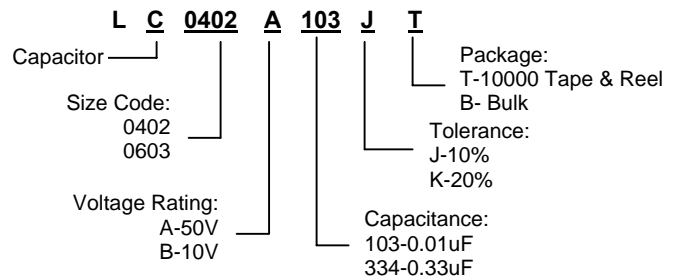 L C 0402 A 103 J T
Capacitor
Package:
T-10000 Tape & Reel
B- Bulk
Size Code:
0402
0603
Tolerance:
J-10%
K-20%
Voltage Rating:
A-50V
B-10V
Capacitance:
103-0.01uF
334-0.33uF